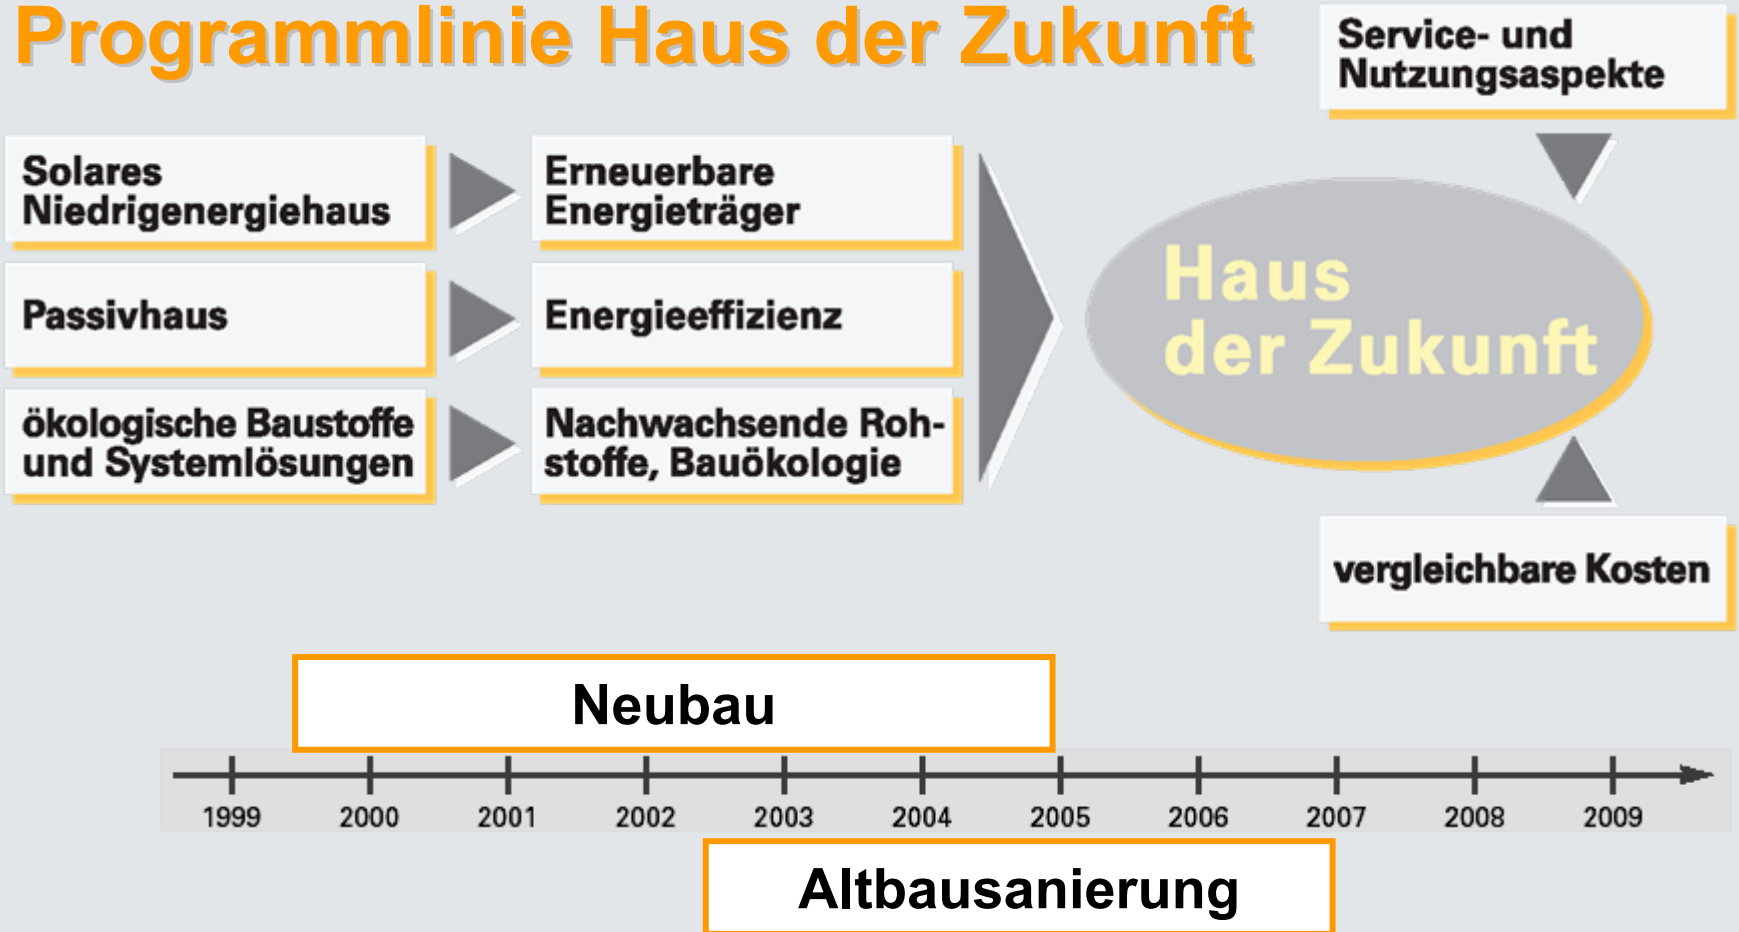 Programmlinie Haus der Zukunft
Service- und
Nutzungsaspekte
Solares
Niedrigenergiehaus
Erneuerbare
Energieträger
Passivhaus
Energieeffizienz
ökologische Baustoffe
und Systemlösungen
Nachwachsende Roh-
stoffe, Bauökologie
Haus
der Zukunft
vergleichbare Kosten
Neubau
1999 2000 2001 2002 2003 2004 2005 2006 2007 2008 2009
Altbausanierung